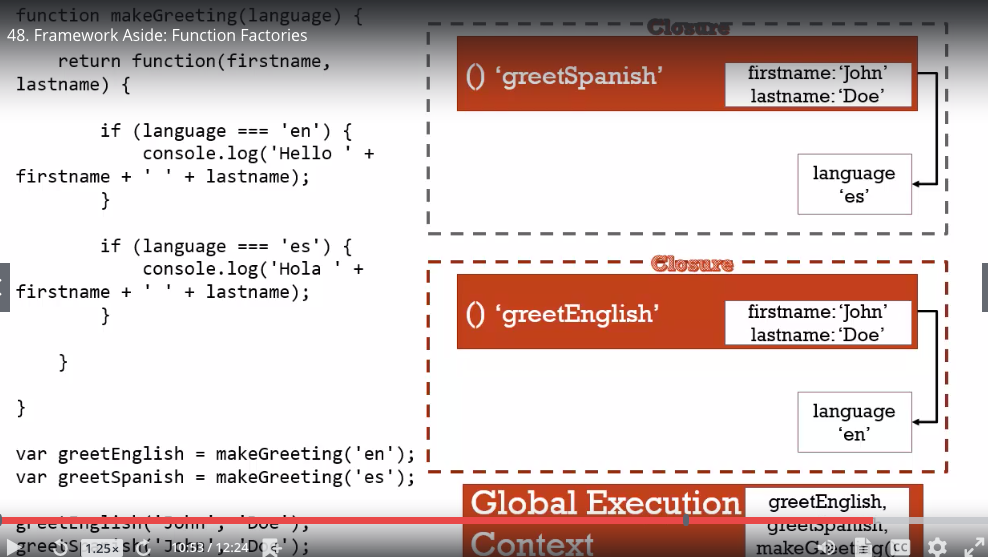 function makeGreeting(language) {
48. Framework Aside: Function Factories
return function(firstname,
lastname) {
if (language === 'en') {
console.log('Hello ' +
firstname + ' ' + lastname);
}
if (language === 'es') {
console.log('Hola ' +
firstname + ' ' + lastname);
}
}
}
var greetEnglish = makeGreeting('en');
var greetSpanish = makeGreeting('es');
greetEnglish('John', 'Doe');
greetS 'John' Doe');
1.25x
10:53 / 12:24
Closure
() ‘greetSpanish’
firstname: ‘John’
lastname: ‘Doe’
language
‘es’
Closure
() ‘greetEnglish’
firstname: ‘John’
lastname: ‘Doe’
language
‘en’
Global Execution
Context
greetEnglish,
greetSpanish,
makeGreeting()
CC